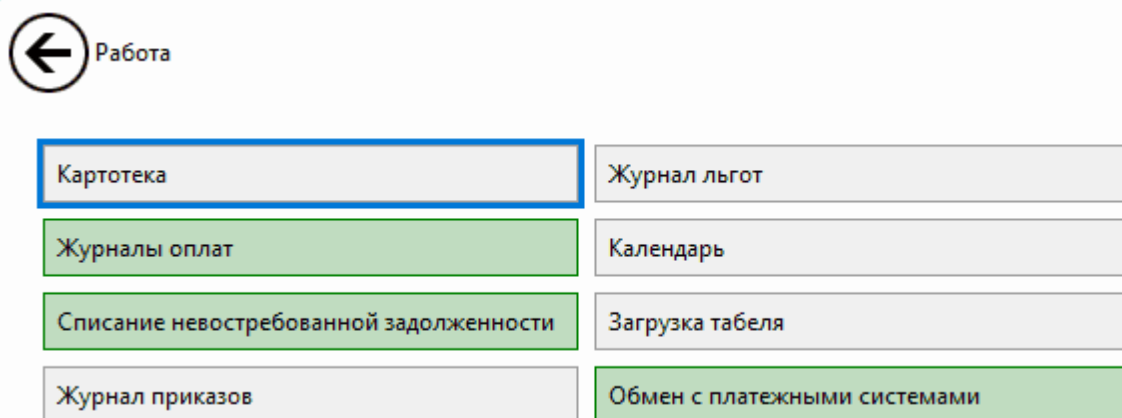 Работа
Картотека
Журнал льгот
Журналы оплат
Календарь
Списание невостребованной задолженности
Загрузка табеля
Журнал приказов
Обмен с платежными системами